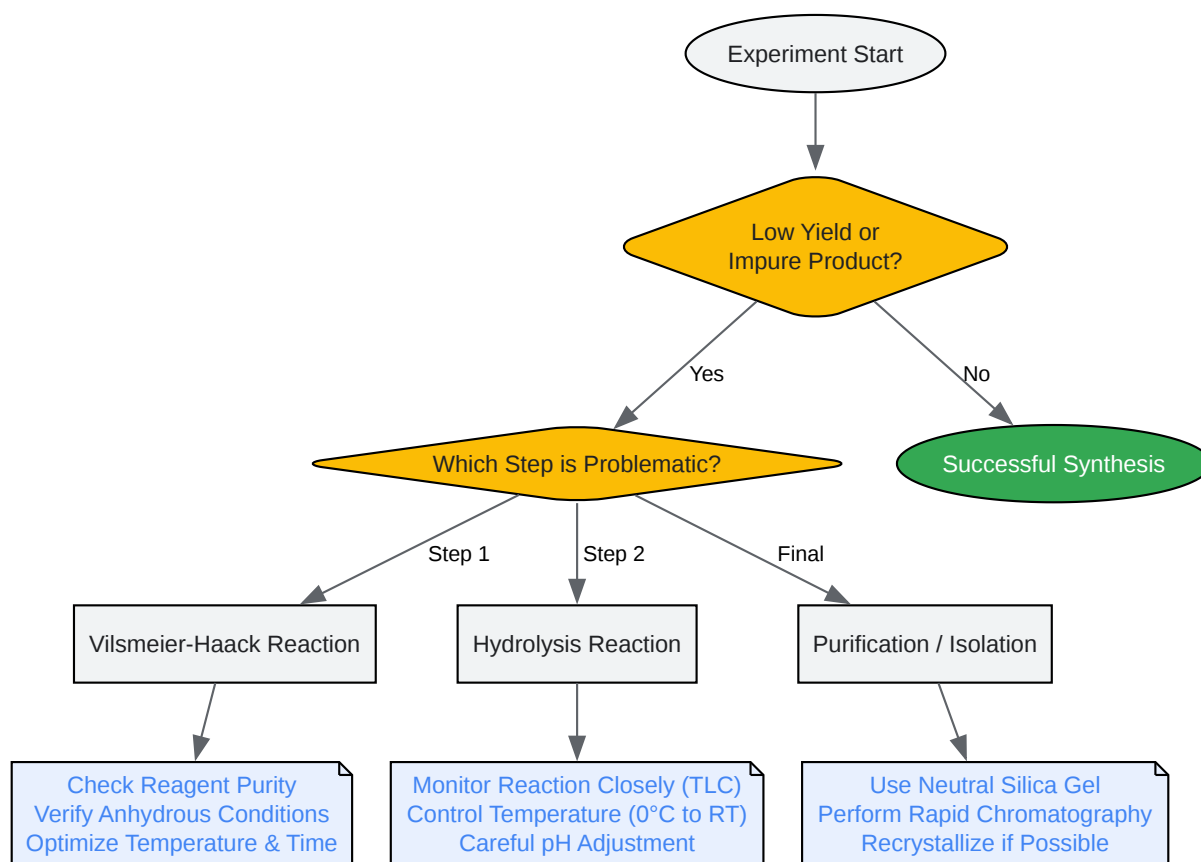 Experiment Start
Low Yield or
Impure Product?
Yes
No
Which Step is Problematic?
Successful Synthesis
Step 1
Step 2
Final
Vilsmeier-Haack Reaction
Hydrolysis Reaction
Purification / Isolation
Check Reagent Purity
Verify Anhydrous Conditions
Optimize Temperature & Time
Monitor Reaction Closely (TLC)
Control Temperature (0°C to RT)
Careful pH Adjustment
Use Neutral Silica Gel
Perform Rapid Chromatography
Recrystallize if Possible